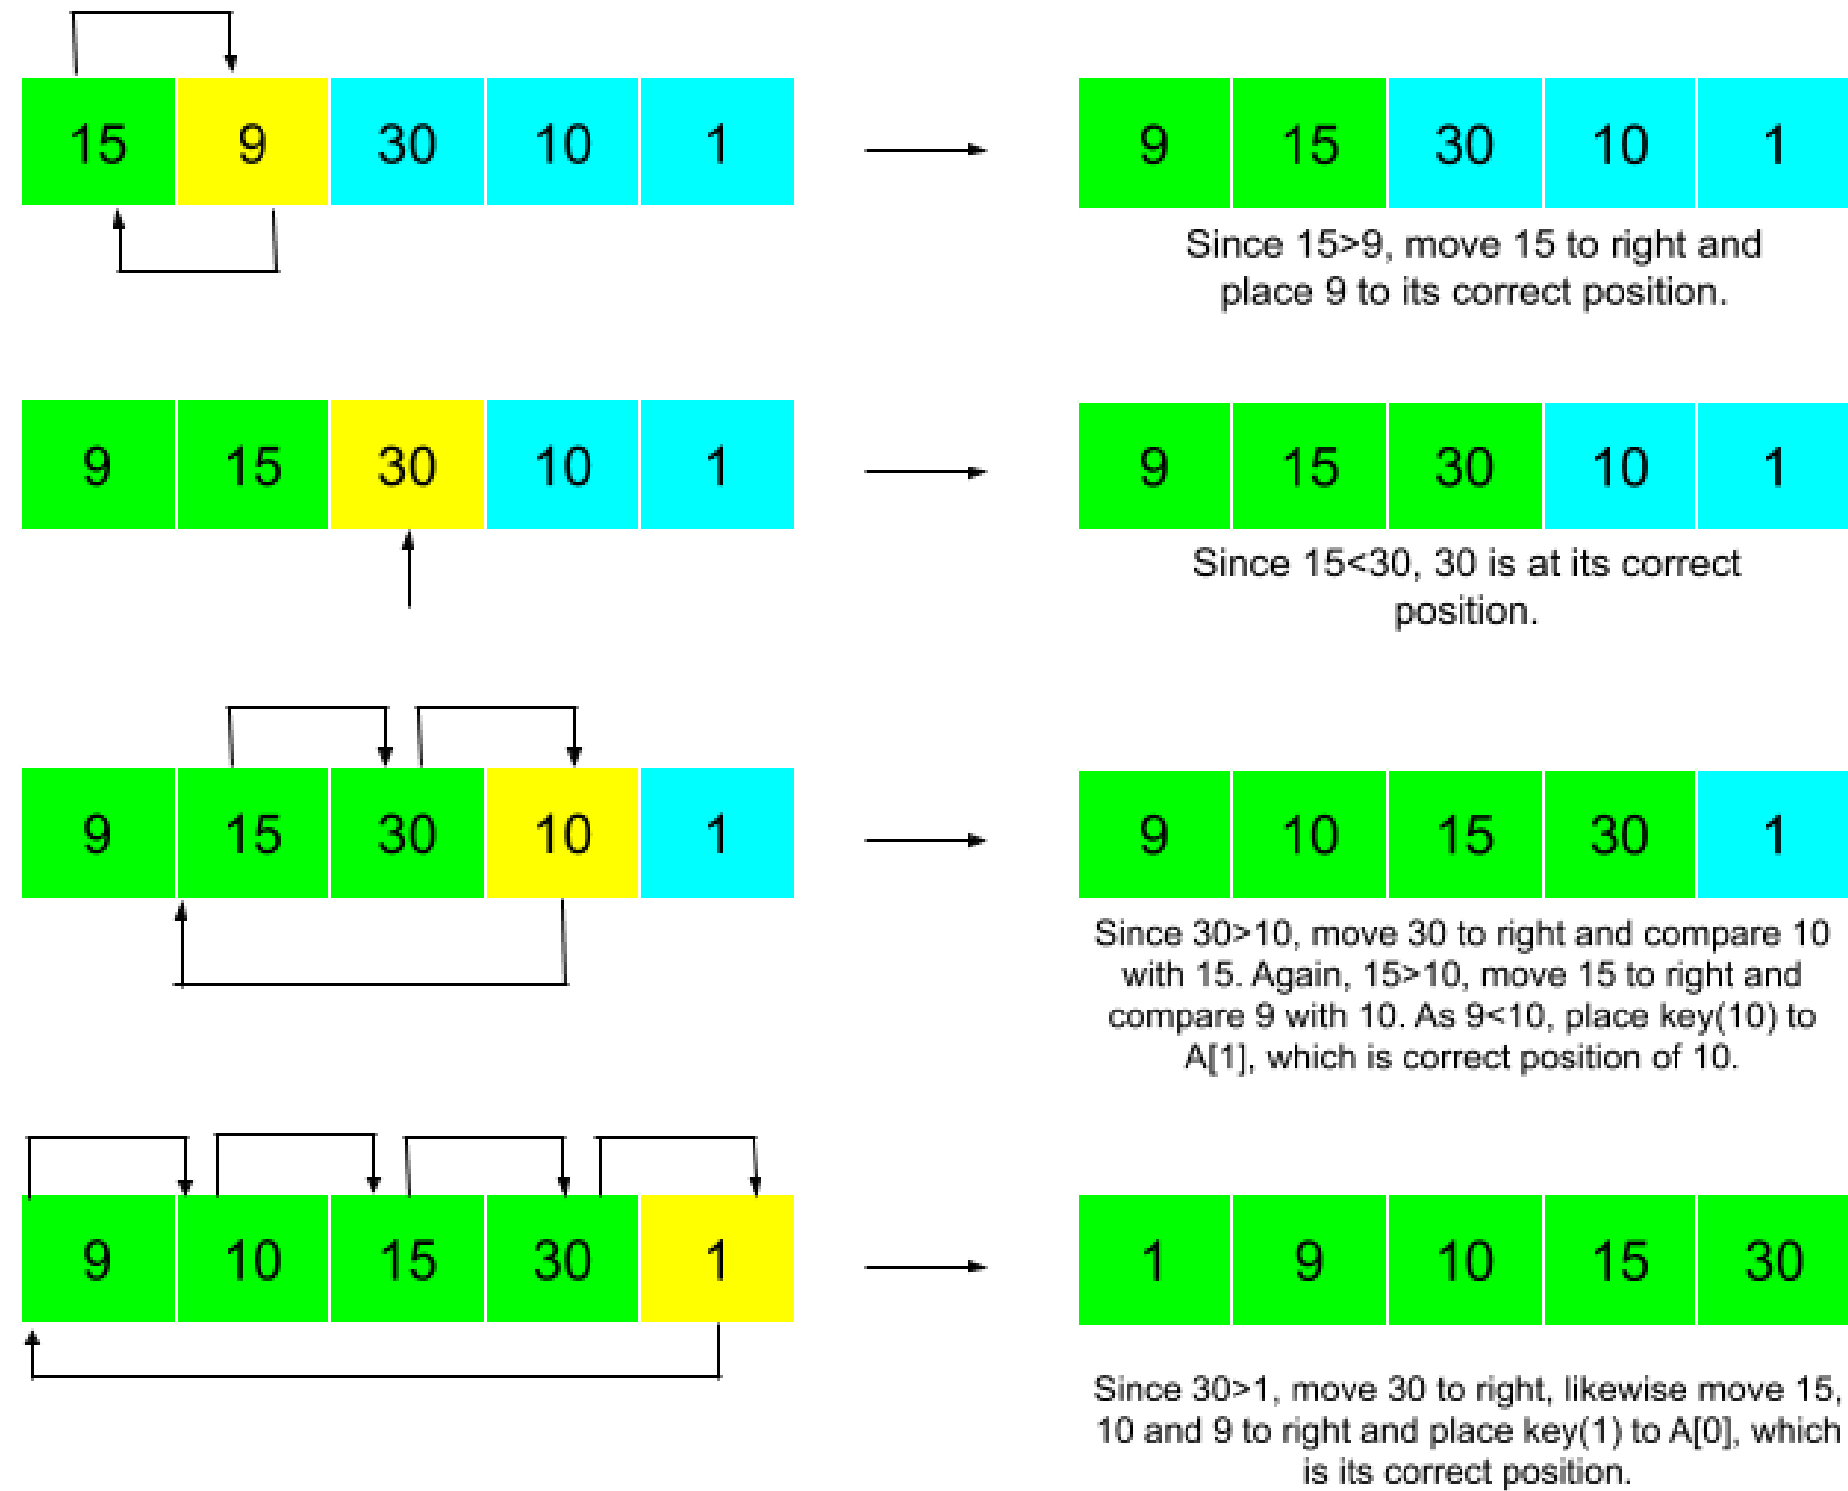 15 9 30 10 1
9 15 30 10 1
Since 15>9, move 15 to right and
place 9 to its correct position.
9 15 30 10 1
9 15 30 10 1
Since 15<30, 30 is at its correct
position.
9 15 30 10 1
9 10 15 30 1
Since 30>10, move 30 to right and compare 10
with 15. Again, 15>10, move 15 to right and
compare 9 with 10. As 9<10, place key(10) to
A[1], which is correct position of 10.
9 10 15 30 1
1 9 10 15 30
Since 30>1, move 30 to right, likewise move 15,
10 and 9 to right and place key(1) to A[0], which
is its correct position.